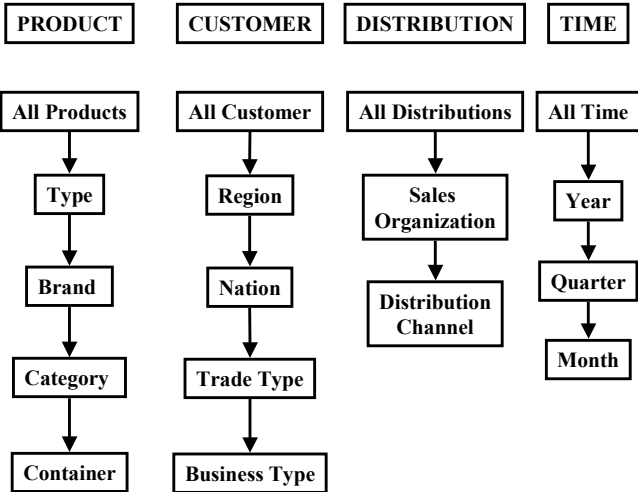 PRODUCT
CUSTOMER
DISTRIBUTION
TIME
All Products
All Customer
All Distributions
All Time
Type
Region
Sales
Organization
Year
Brand
Nation
Distribution
Channel
Quarter
Category
Trade Type
Month
Container
Business Type